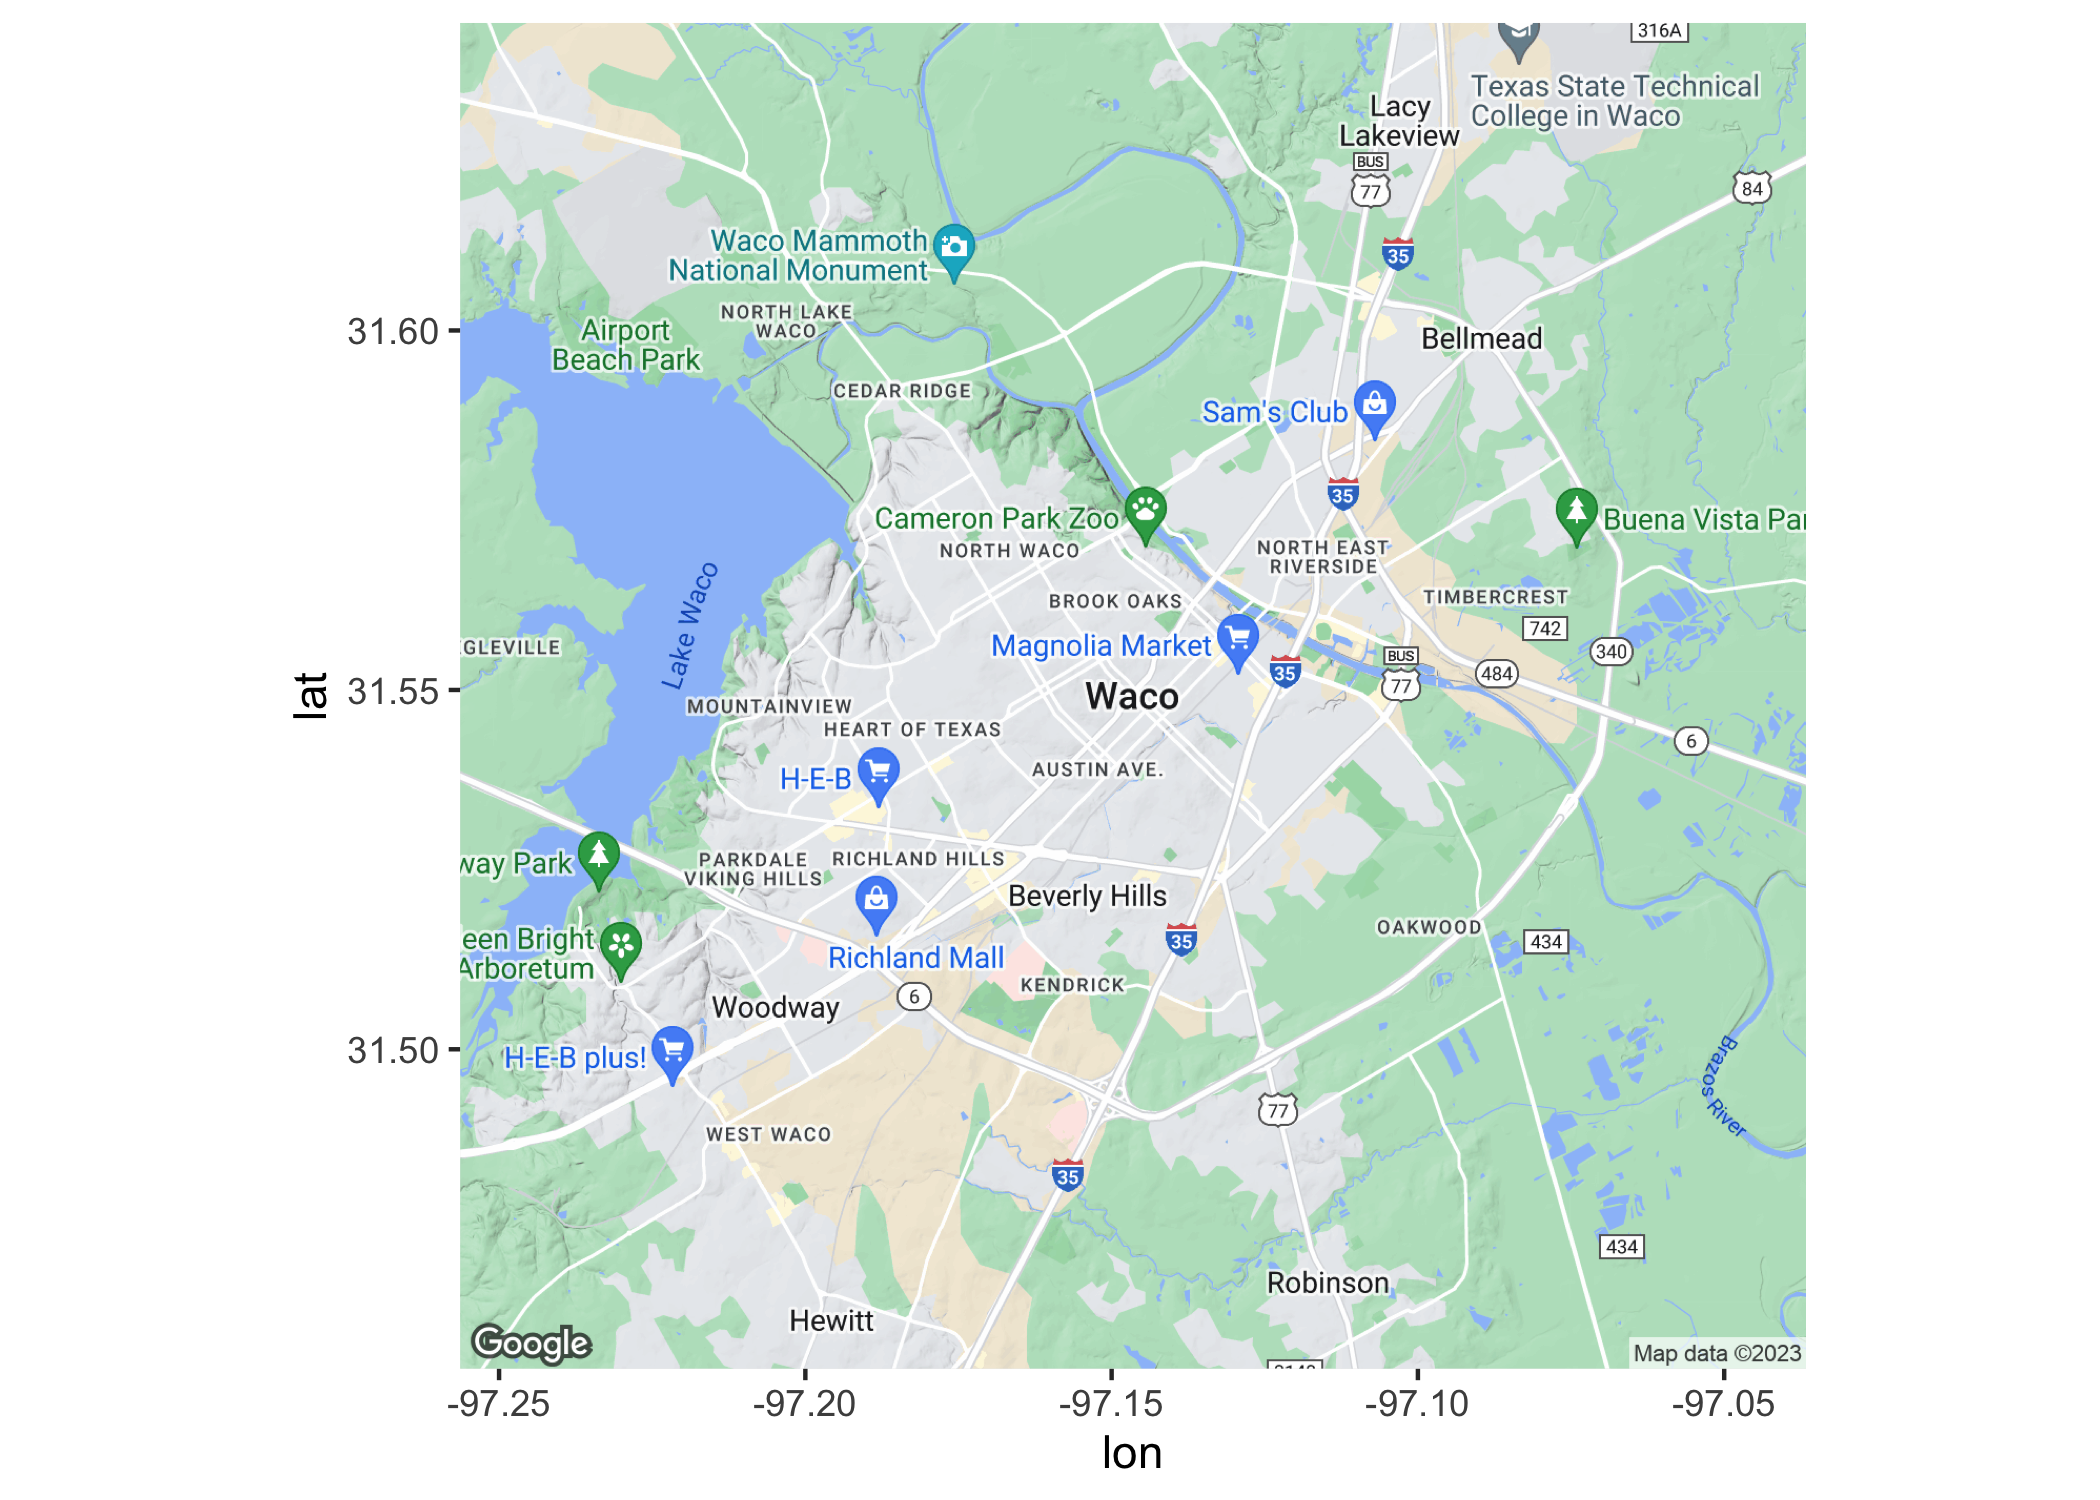 316A
Texas State Technical
College in Waco
Lacy
Lakeview
BUS
77
84
35
Waco Mammoth
National Monument
NORTH LAKE
WACO
31.60
Airport
Beach Park
Bellmead
CEDAR RIDGE
Sam's Club
35
Cameron Park Zoo
Buena Vista Par
NORTH WACO
NORTH EAST
RIVERSIDE
BROOK OAKS
TIMBERCREST
742
Lake Waco
GLEVILLE
Magnolia Market
340
BUS
77
35
484
lat
31.55
Waco
MOUNTAINVIEW
HEART OF TEXAS
6
H-E-B
AUSTIN AVE.
way Park
PARKDALE
VIKING HILLS
RICHLAND HILLS
Beverly Hills
OAKWOOD
434
35
een Bright
Arboretum
Richland Mall
KENDRICK
6
Woodway
31.50
H-E-B plus!
Brazos River
77
WEST WACO
35
434
Robinson
Hewitt
Google
Map data ©2023
-97.25
-97.20
-97.15
-97.10
-97.05
lon